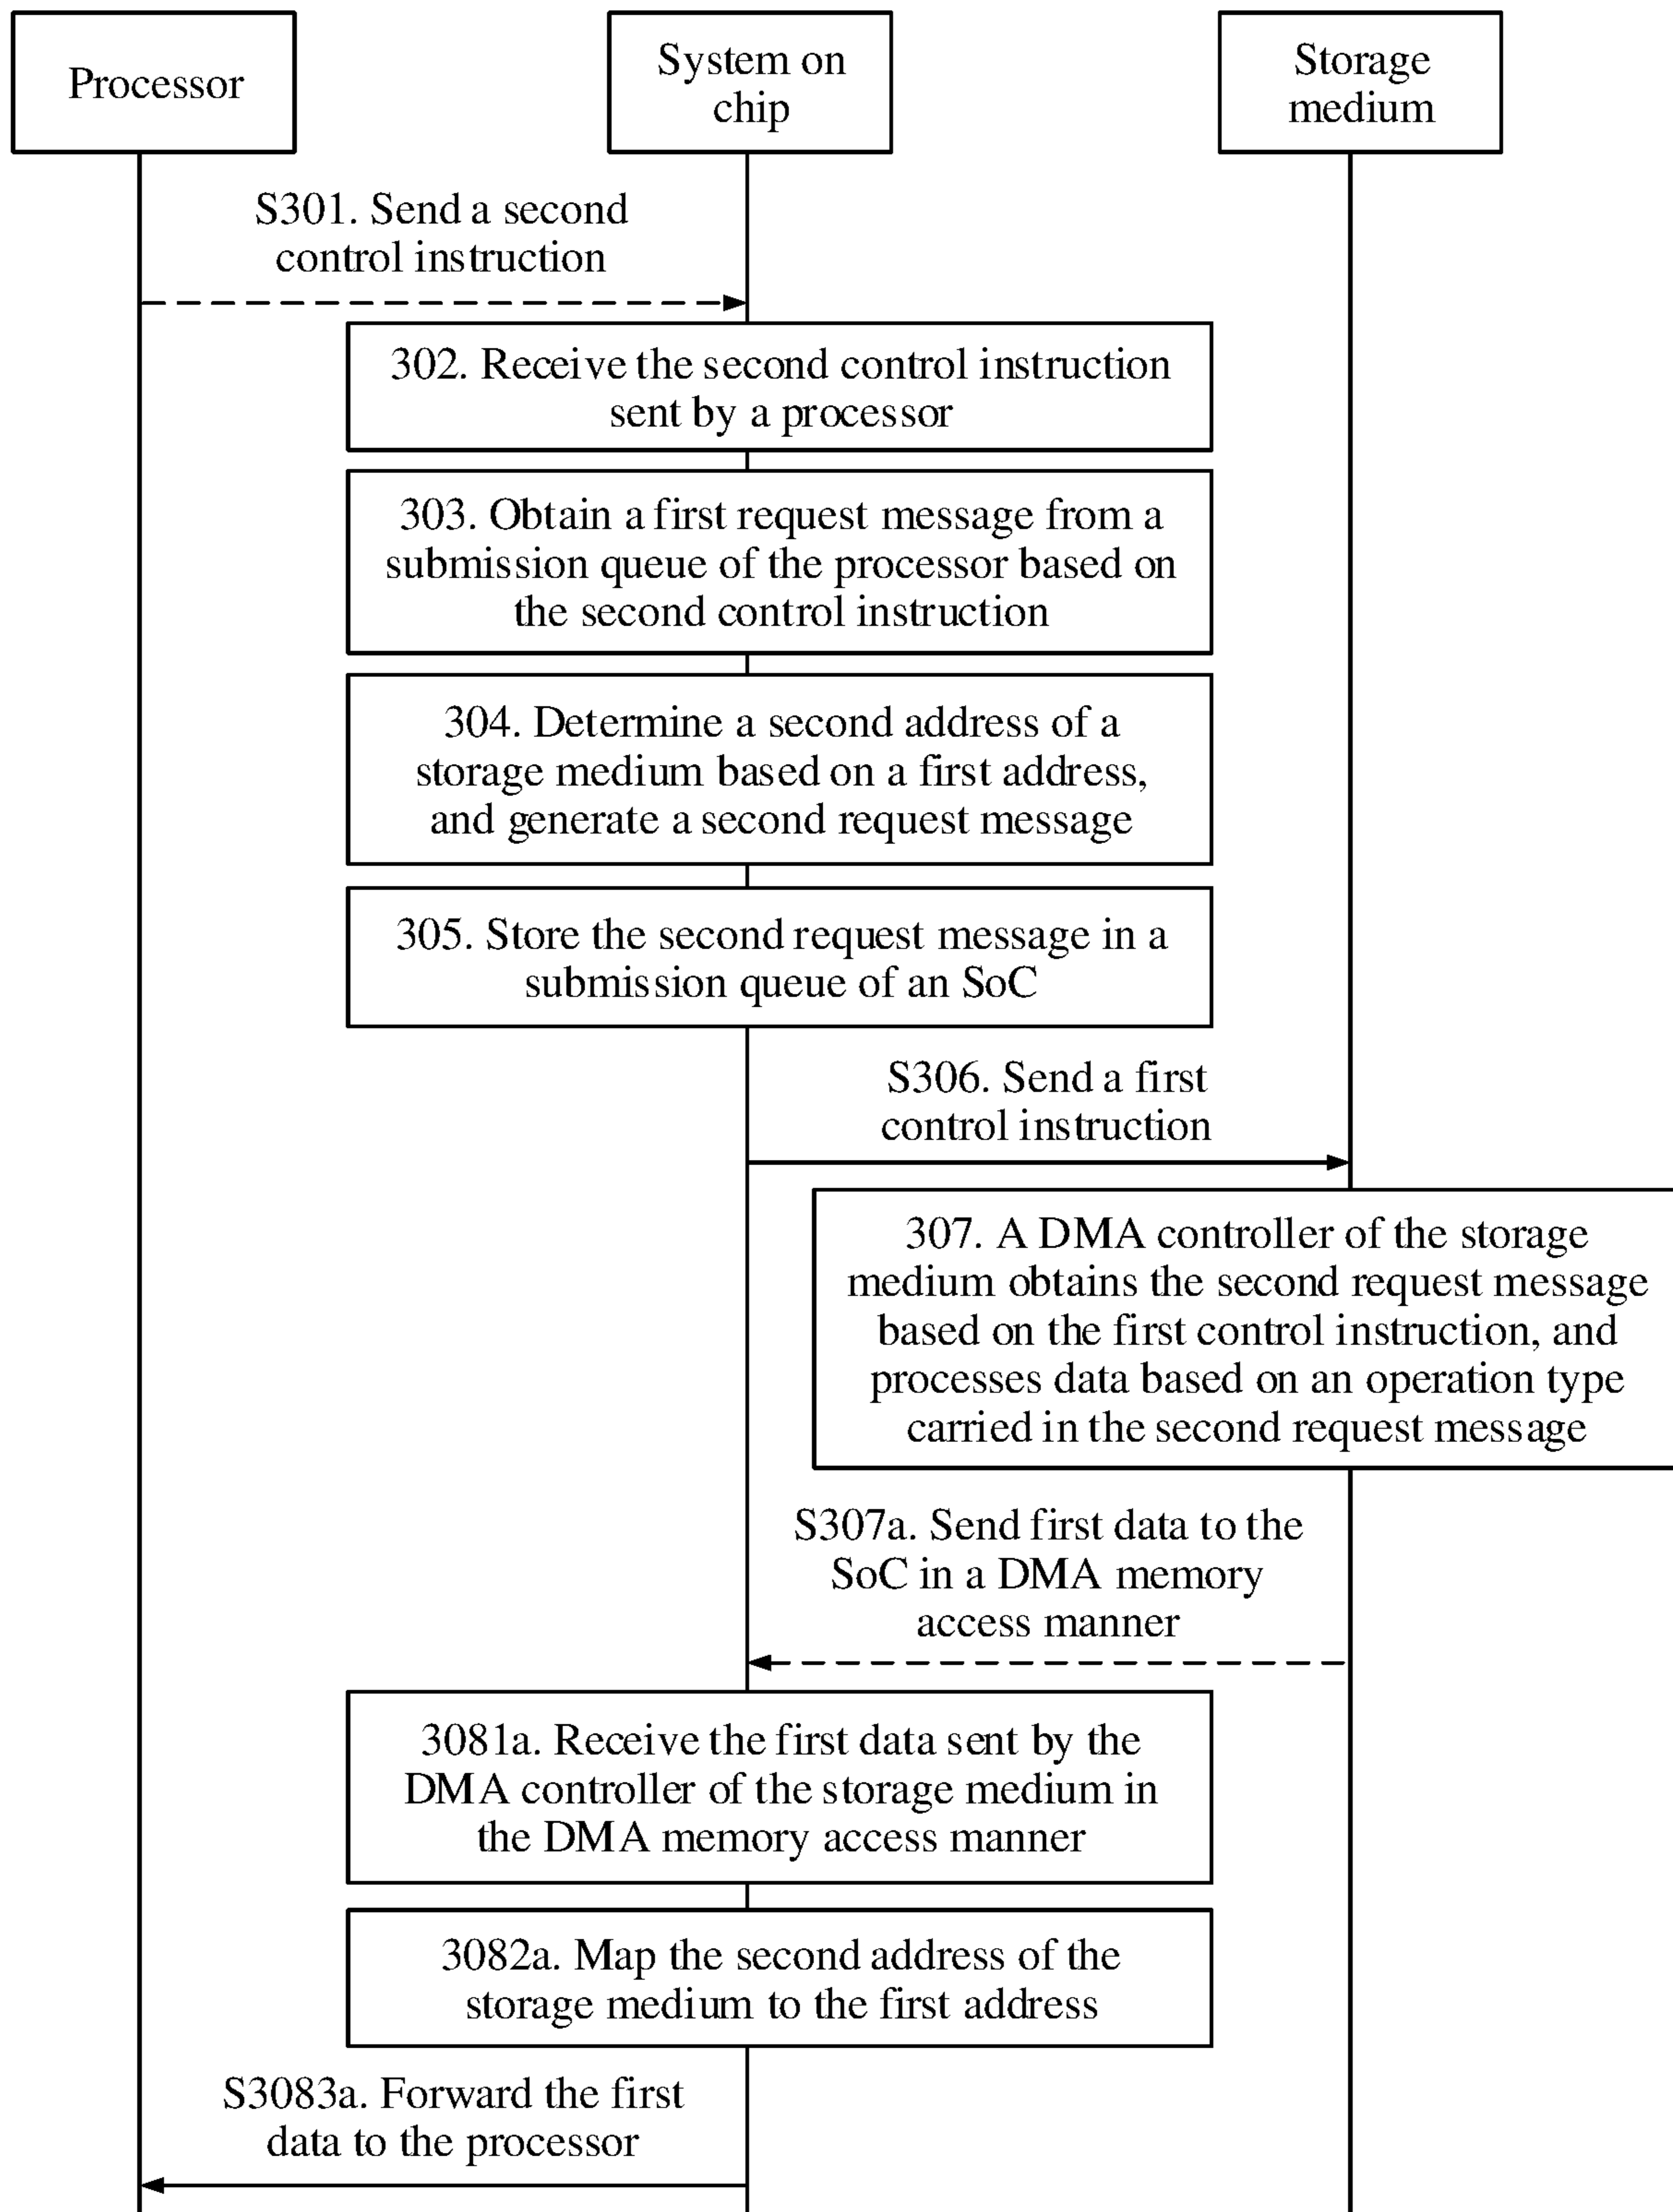 Processor
System on
chip
Storage
medium
S301. Send a second
control instruction
302. Receive the second control instruction
sent by a processor
303. Obtain a first request message from a
submission queue of the processor based on
the second control instruction
304. Determine a second address of a
storage medium based on a first address,
and generate a second request message
305. Store the second request message in a
submission queue of an SoC
S306. Send a first
control instruction
307. A DMA controller of the storage
medium obtains the second request message
based on the first control instruction, and
processes data based on an operation type
carried in the second request message
S307a. Send first data to the
SoC in a DMA memory
access manner
3081a. Receive the first data sent by the
DMA controller of the storage medium in
the DMA memory access manner
3082a. Map the second address of the
storage medium to the first address
S3083a. Forward the first
data to the processor